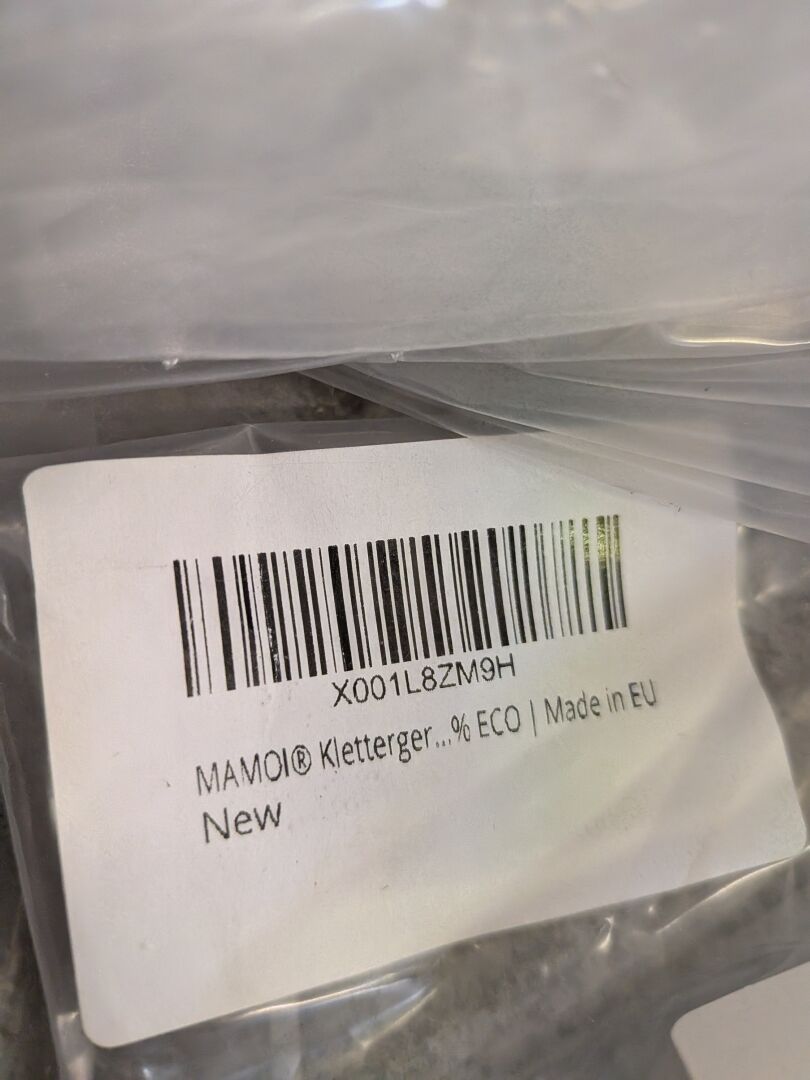 X001L8ZM9H
MAMOI® Kletterger...% ECO | Made in EU
New